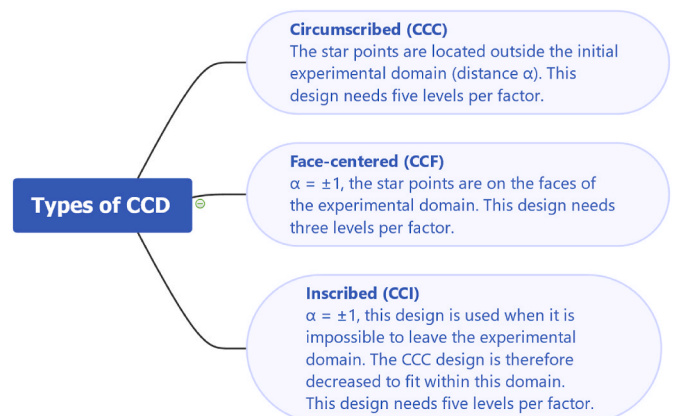 Types of CCD
Circumscribed (CCC)
The star points are located outside the initial
experimental domain (distance α). This
design needs five levels per factor.
Face-centered (CCF)
α = ±1, the star points are on the faces of
the experimental domain. This design needs
three levels per factor.
Inscribed (CCI)
α = ±1, this design is used when it is
impossible to leave the experimental
domain. The CCC design is therefore
decreased to fit within this domain.
This design needs five levels per factor.